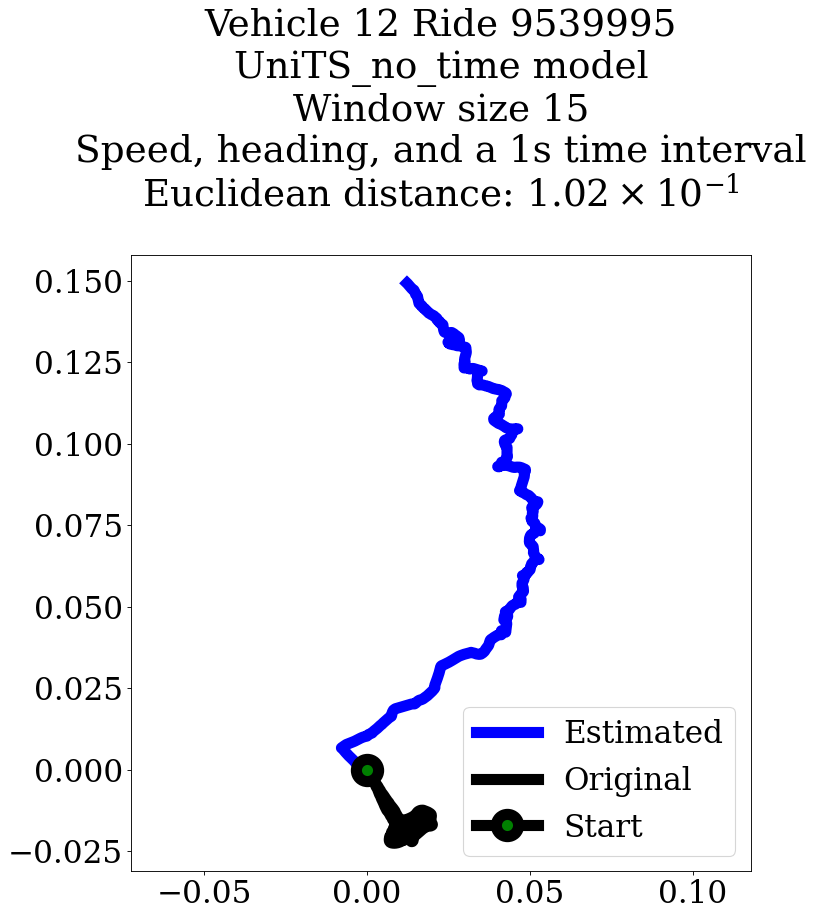 Vehicle 12 Ride 9539995
UniTS_no_time model
Window size 15
Speed, heading, and a 1s time interval
Euclidean distance: 1.02 × 10⁻¹
0.150
0.125
0.100
0.075
0.050
0.025
0.000
−0.025
−0.05
0.00
0.05
0.10
Estimated
Original
Start